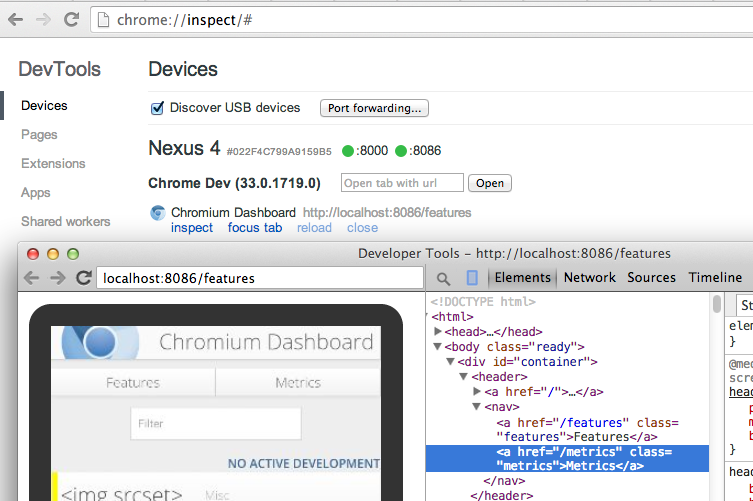 chrome://inspect/#
DevTools
Devices
Pages
Extensions
Apps
Shared workers
Devices
Discover USB devices Port forwarding...
Nexus 4 #022F4C799A9159B5 :8000 :8086
Chrome Dev (33.0.1719.0) Open tab with url Open
Chromium Dashboard http://localhost:8086/features
inspect focus tab reload close
Developer Tools - http://localhost:8086/features
localhost:8086/features
Elements Network Sources Timeline
Chromium Dashboard
Features Metrics
Filter
NO ACTIVE DEVELOPMENT
<img srcset> Misc
<!DOCTYPE html>
<html>
<head>…</head>
<body class="ready">
<div id="container">
<header>
<a href="/">…</a>
<nav>
<a href="/features" class=
"features">Features</a>
<a href="/metrics" class=
"metrics">Metrics</a>
</nav>
</header>
St
elem
}
@med
scre
head
}
head